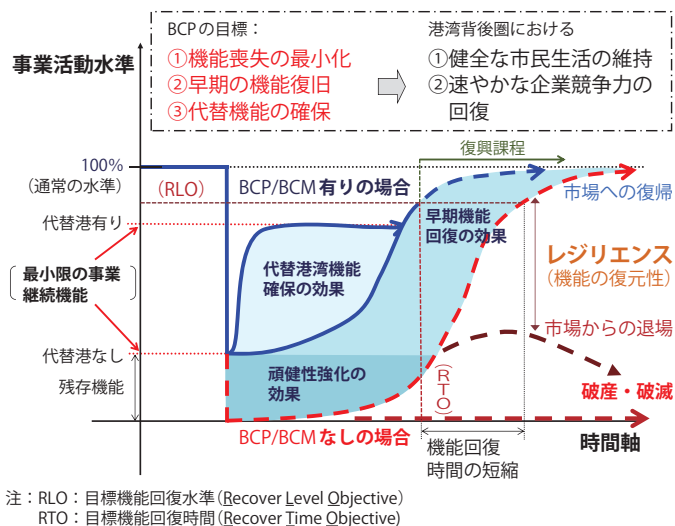 BCPの目標：
①機能喪失の最小化
②早期の機能復旧
③代替機能の確保
港湾背後圏における
①健全な市民生活の維持
②速やかな企業競争力の
回復
事業活動水準
復興課程
100%
（通常の水準）
（RLO）
BCP/BCM有りの場合
市場への復帰
代替港有り
早期機能
回復の効果
代替港湾機能
確保の効果
レジリエンス
（機能の復元性）
最小限の事業
継続機能
市場からの退場
代替港なし
残存機能
頑健性強化の
効果
（RTO）
破産・破滅
BCP/BCMなしの場合
機能回復
時間の短縮
時間軸
注：RLO：目標機能回復水準（Recover Level Objective）
RTO：目標機能回復時間（Recover Time Objective）